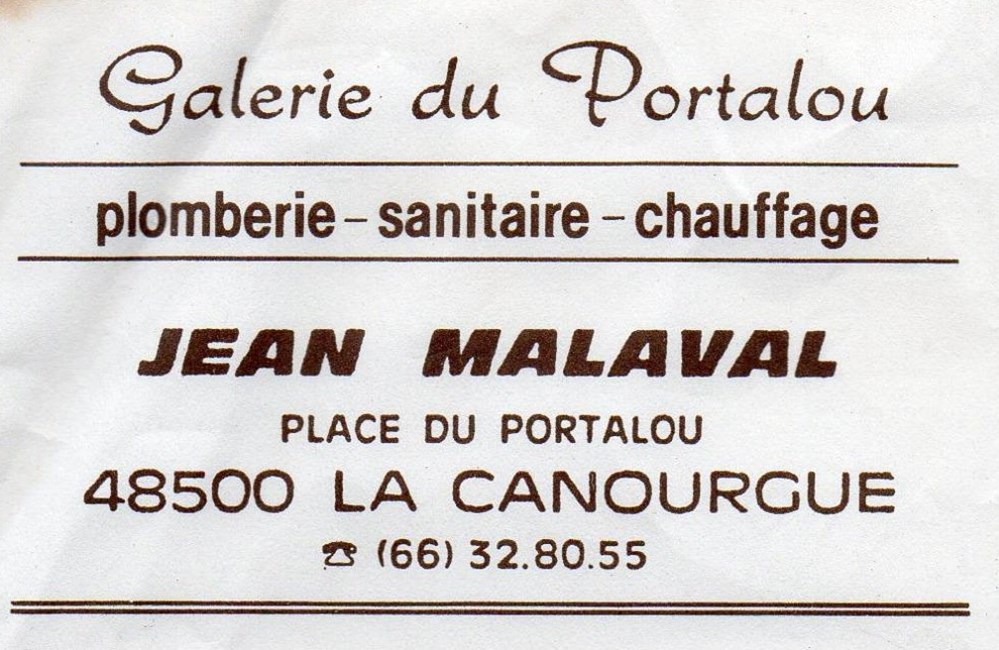 Galerie du Portalou
plomberie - sanitaire - chauffage
JEAN MALAVAL
PLACE DU PORTALOU
48500 LA CANOURGUE
☎ (66) 32.80.55